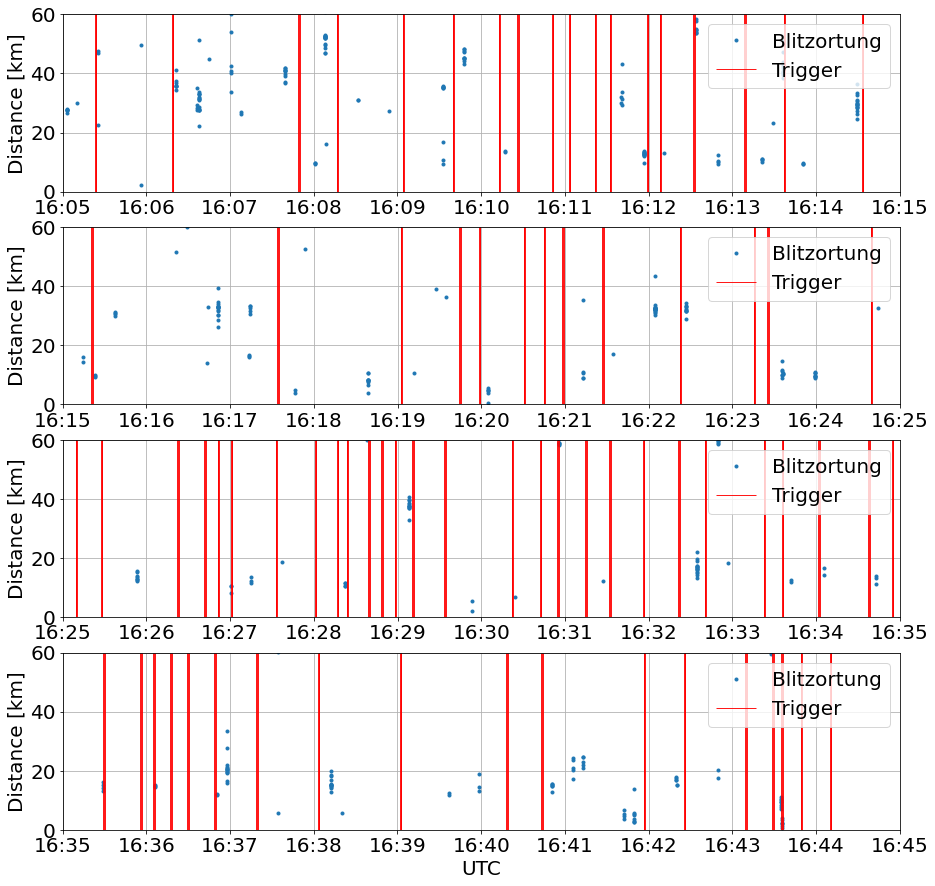 Distance [km]
60
40
20
0
Blitzortung
Trigger
16:05 16:06 16:07 16:08 16:09 16:10 16:11 16:12 16:13 16:14 16:15
Distance [km]
60
40
20
0
Blitzortung
Trigger
16:15 16:16 16:17 16:18 16:19 16:20 16:21 16:22 16:23 16:24 16:25
Distance [km]
60
40
20
0
Blitzortung
Trigger
16:25 16:26 16:27 16:28 16:29 16:30 16:31 16:32 16:33 16:34 16:35
Distance [km]
60
40
20
0
Blitzortung
Trigger
16:35 16:36 16:37 16:38 16:39 16:40 16:41 16:42 16:43 16:44 16:45
UTC